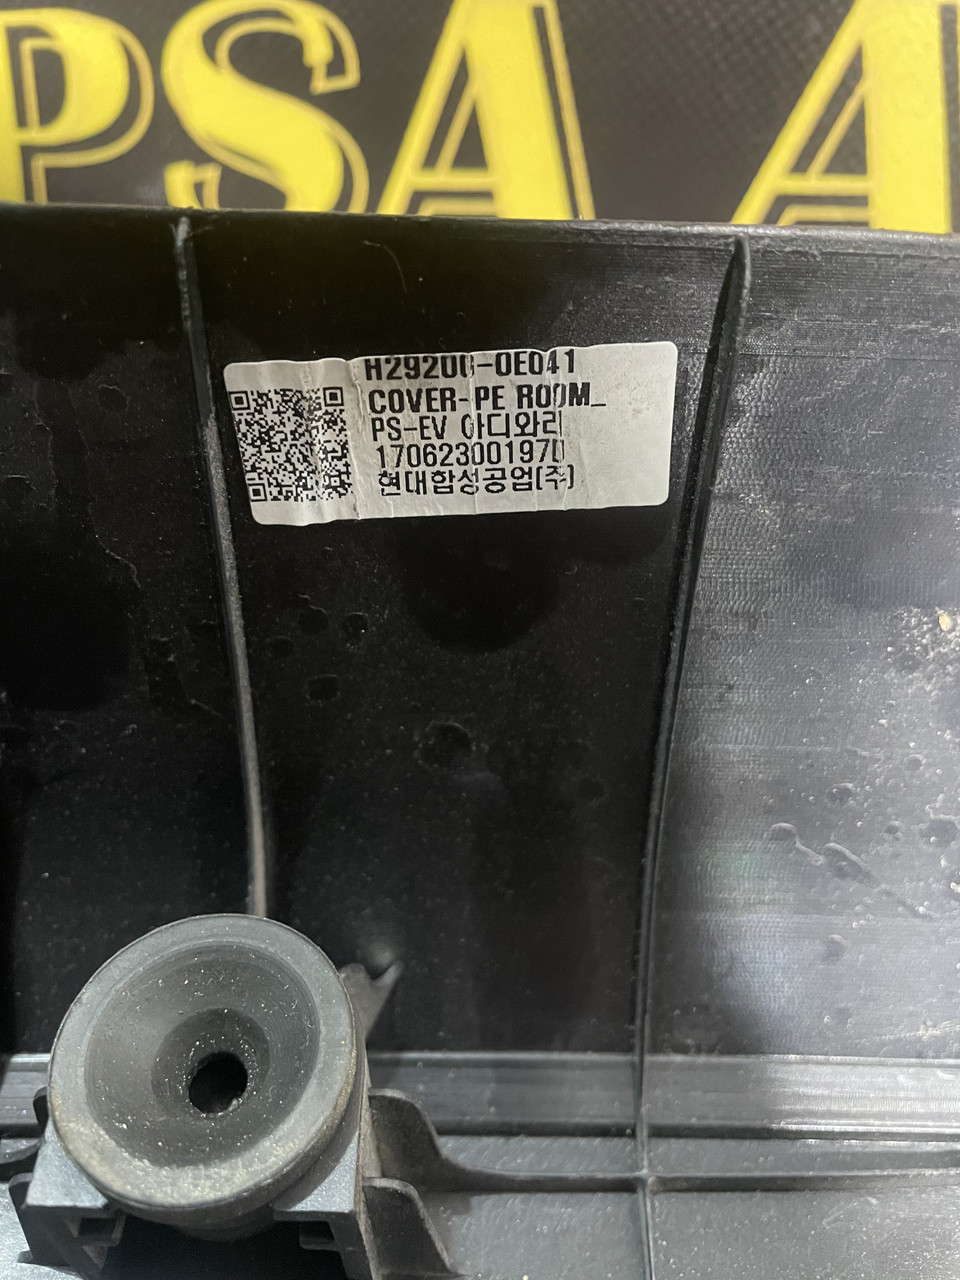 PSA A
H29200-0E041
COVER-PE ROOM_
PS-EV 아디와리
170623001970
현대합성공업(주)